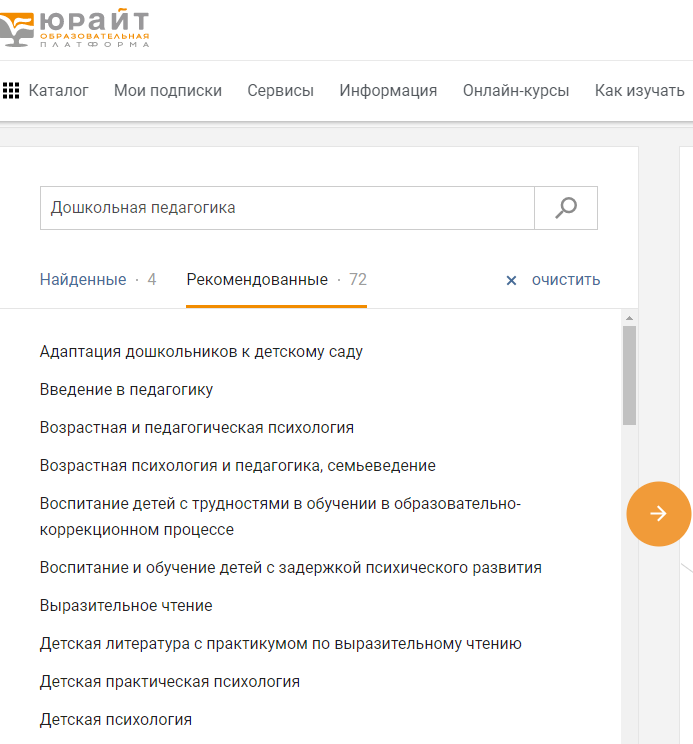 ЮРАЙТ
ОБРАЗОВАТЕЛЬНАЯ
ПЛАТФОРМА
Каталог Мои подписки Сервисы Информация Онлайн-курсы Как изучать
Дошкольная педагогика
Найденные · 4 Рекомендованные · 72 × очистить
Адаптация дошкольников к детскому саду
Введение в педагогику
Возрастная и педагогическая психология
Возрастная психология и педагогика, семьеведение
Воспитание детей с трудностями в обучении в образовательно-
коррекционном процессе
Воспитание и обучение детей с задержкой психического развития
Выразительное чтение
Детская литература с практикумом по выразительному чтению
Детская практическая психология
Детская психология